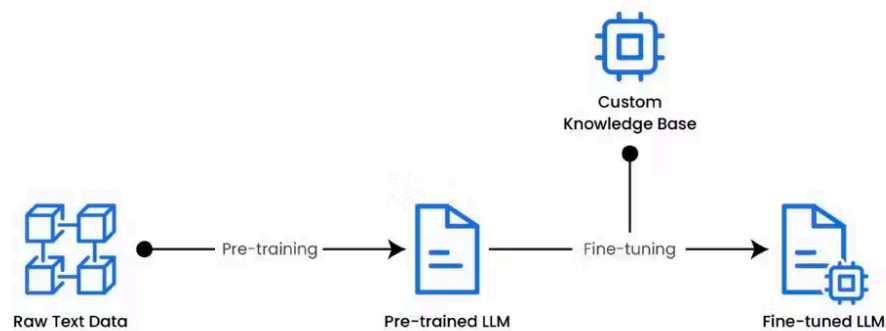 Custom
Knowledge Base
Pre-training
Fine-tuning
Raw Text Data
Pre-trained LLM
Fine-tuned LLM